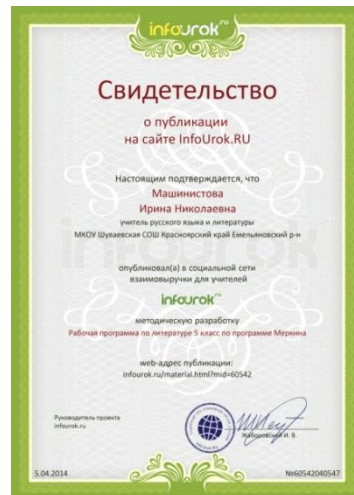 infourok™
Свидетельство
о публикации
на сайте InfoUrok.RU
Настоящим подтверждается, что
Машинистова
Ирина Николаевна
учитель русского языка и литературы
МКОУ Шуваевская СОШ Красноярский край Емельяновский р-н
опубликовал(а) в социальной сети
взаимовыручки для учителей
infourok™
методическую разработку
Рабочая программа по литературе 5 класс по программе Меркина
web-адрес публикации:
infourok.ru/material.html?mid=60542
Руководитель проекта
infourok.ru
Жаборовский И. В.
5.04.2014
№60542040547